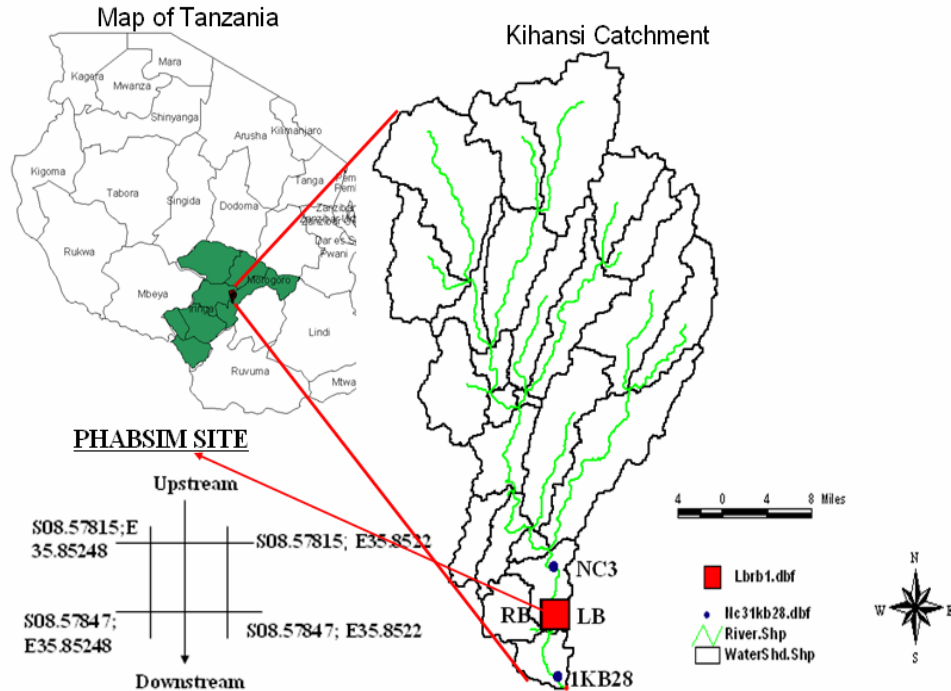 Map of Tanzania
Kihansi Catchment
Mara
Kagera
Mwanza
Shinyanga
Arusha
Kilimanjaro
Kigoma
Tanga
Tabora
Singida
Dodoma
Rukwa
Dar es S
Pwani
Morogoro
Mbeya
Iringa
Lindi
Ruvuma
Mtwa
PHABSIM SITE
Upstream
S08.57815;E
35.85248
S08.57815; E35.8522
S08.57847;
E35.85248
S08.57847; E35.8522
Downstream
NC3
RB
LB
1KB28
4 0 4 8 Miles
Lbrb1.dbf
Nc31kb28.dbf
River.Shp
WaterShd.Shp
N
W
E
S